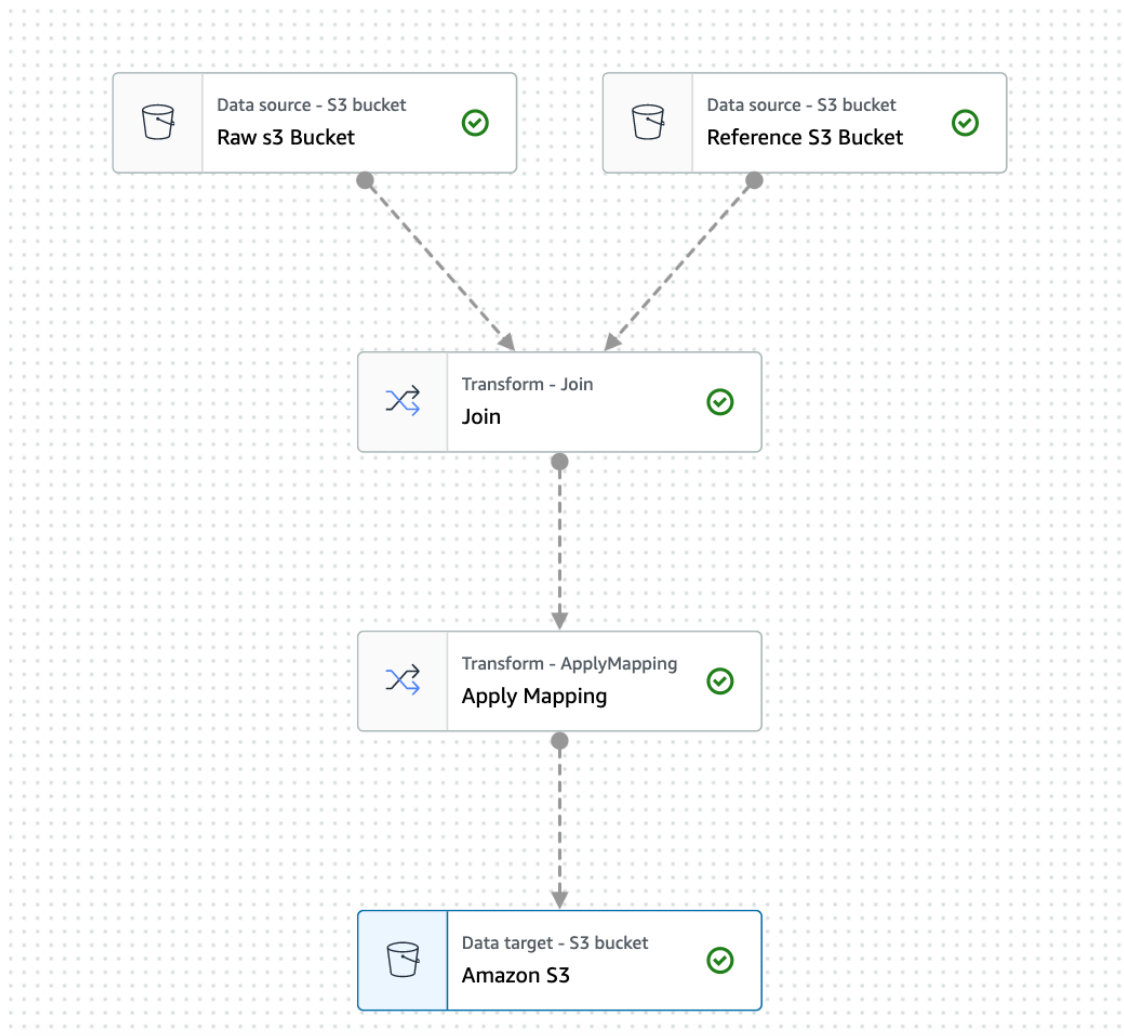 Data source - S3 bucket
Raw s3 Bucket
Data source - S3 bucket
Reference S3 Bucket
Transform - Join
Join
Transform - ApplyMapping
Apply Mapping
Data target - S3 bucket
Amazon S3